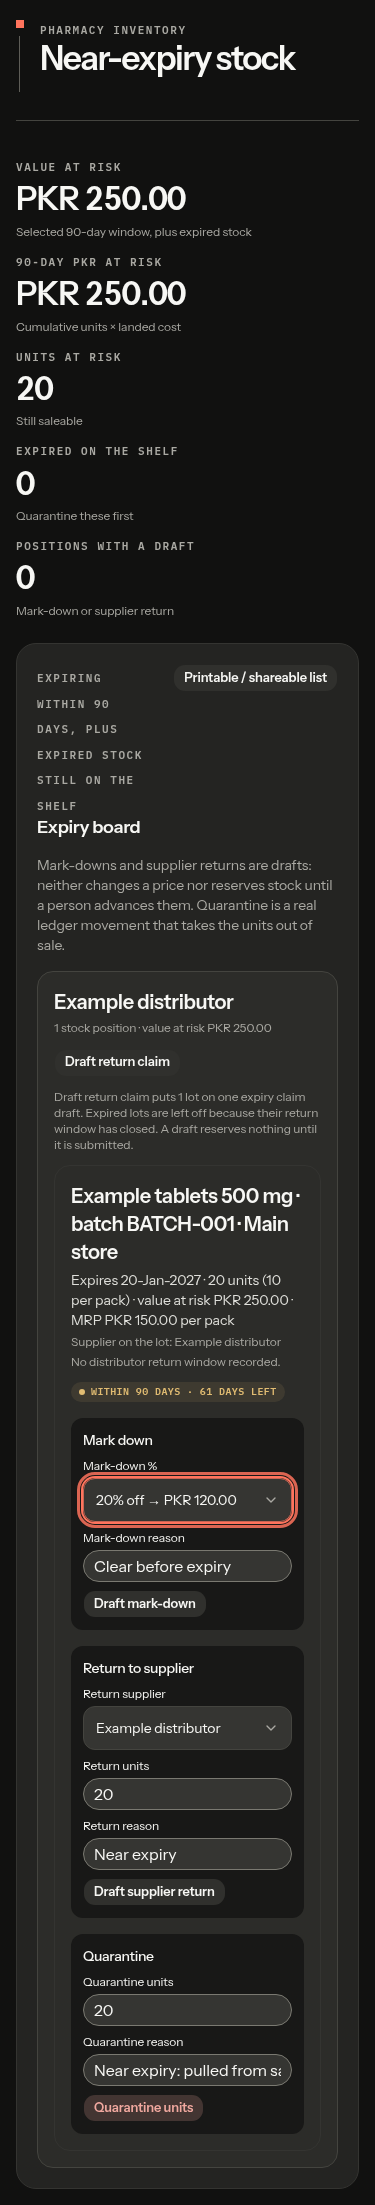 PHARMACY INVENTORY
Near-expiry stock
VALUE AT RISK
PKR 250.00
Selected 90-day window, plus expired stock
90-DAY PKR AT RISK
PKR 250.00
Cumulative units × landed cost
UNITS AT RISK
20
Still saleable
EXPIRED ON THE SHELF
0
Quarantine these first
POSITIONS WITH A DRAFT
0
Mark-down or supplier return
EXPIRING
WITHIN 90
DAYS, PLUS
EXPIRED STOCK
STILL ON THE
SHELF
Printable / shareable list
Expiry board
Mark-downs and supplier returns are drafts:
neither changes a price nor reserves stock until
a person advances them. Quarantine is a real
ledger movement that takes the units out of
sale.
Example distributor
1 stock position · value at risk PKR 250.00
Draft return claim
Draft return claim puts 1 lot on one expiry claim
draft. Expired lots are left off because their return
window has closed. A draft reserves nothing until
it is submitted.
Example tablets 500 mg ·
batch BATCH-001 · Main
store
Expires 20-Jan-2027 · 20 units (10
per pack) · value at risk PKR 250.00 ·
MRP PKR 150.00 per pack
Supplier on the lot: Example distributor
No distributor return window recorded.
WITHIN 90 DAYS · 61 DAYS LEFT
Mark down
Mark-down %
20% off → PKR 120.00
Mark-down reason
Clear before expiry
Draft mark-down
Return to supplier
Return supplier
Example distributor
Return units
20
Return reason
Near expiry
Draft supplier return
Quarantine
Quarantine units
20
Quarantine reason
Near expiry: pulled from sa
Quarantine units